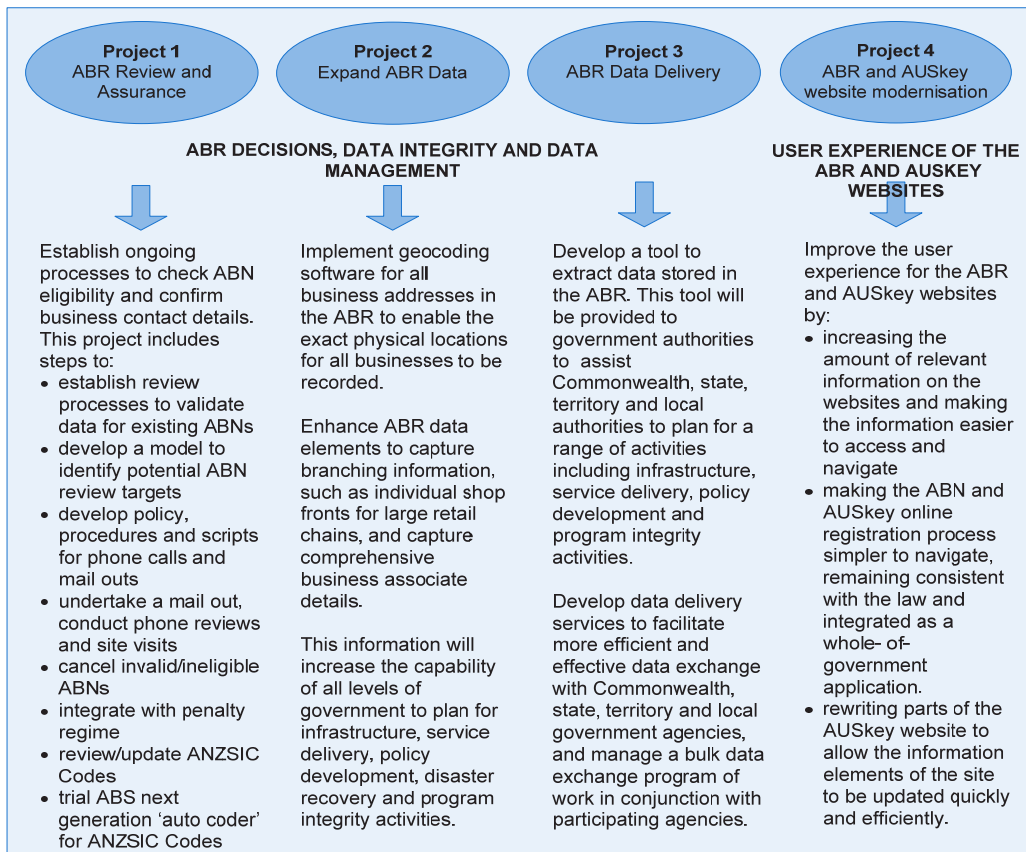 Project 1
ABR Review and
Assurance
Project 2
Expand ABR Data
Project 3
ABR Data Delivery
Project 4
ABR and AUSkey
website modernisation
ABR DECISIONS, DATA INTEGRITY AND DATA
MANAGEMENT
USER EXPERIENCE OF THE
ABR AND AUSKEY
WEBSITES
Establish ongoing
processes to check ABN
eligibility and confirm
business contact details.
This project includes
steps to:
• establish review
processes to validate
data for existing ABNs
• develop a model to
identify potential ABN
review targets
• develop policy,
procedures and scripts
for phone calls and
mail outs
• undertake a mail out,
conduct phone reviews
and site visits
• cancel invalid/ineligible
ABNs
• integrate with penalty
regime
• review/update ANZSIC
Codes
• trial ABS next
generation ‘auto coder’
for ANZSIC Codes
Implement geocoding
software for all
business addresses in
the ABR to enable the
exact physical locations
for all businesses to be
recorded.
Enhance ABR data
elements to capture
branching information,
such as individual shop
fronts for large retail
chains, and capture
comprehensive
business associate
details.
This information will
increase the capability
of all levels of
government to plan for
infrastructure, service
delivery, policy
development, disaster
recovery and program
integrity activities.
Develop a tool to
extract data stored in
the ABR. This tool will
be provided to
government authorities
to assist
Commonwealth, state,
territory and local
authorities to plan for a
range of activities
including infrastructure,
service delivery, policy
development and
program integrity
activities.
Develop data delivery
services to facilitate
more efficient and
effective data exchange
with Commonwealth,
state, territory and local
government agencies,
and manage a bulk data
exchange program of
work in conjunction with
participating agencies.
Improve the user
experience for the ABR
and AUSkey websites
by:
• increasing the
amount of relevant
information on the
websites and making
the information easier
to access and
navigate
• making the ABN and
AUSkey online
registration process
simpler to navigate,
remaining consistent
with the law and
integrated as a
whole- of-
government
application.
• rewriting parts of the
AUSkey website to
allow the information
elements of the site
to be updated quickly
and efficiently.